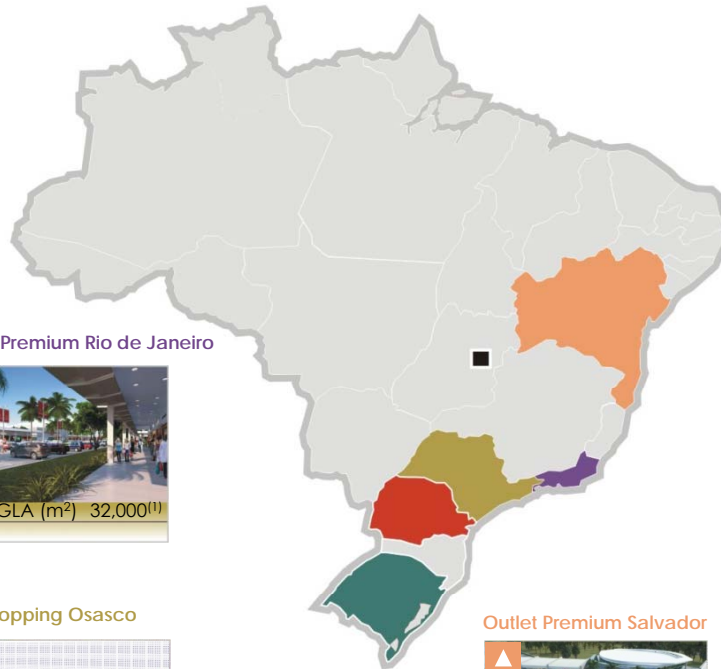 Premium Rio de Janeiro
GLA (m²) 32,000⁽¹⁾
opping Osasco
Outlet Premium Salvador